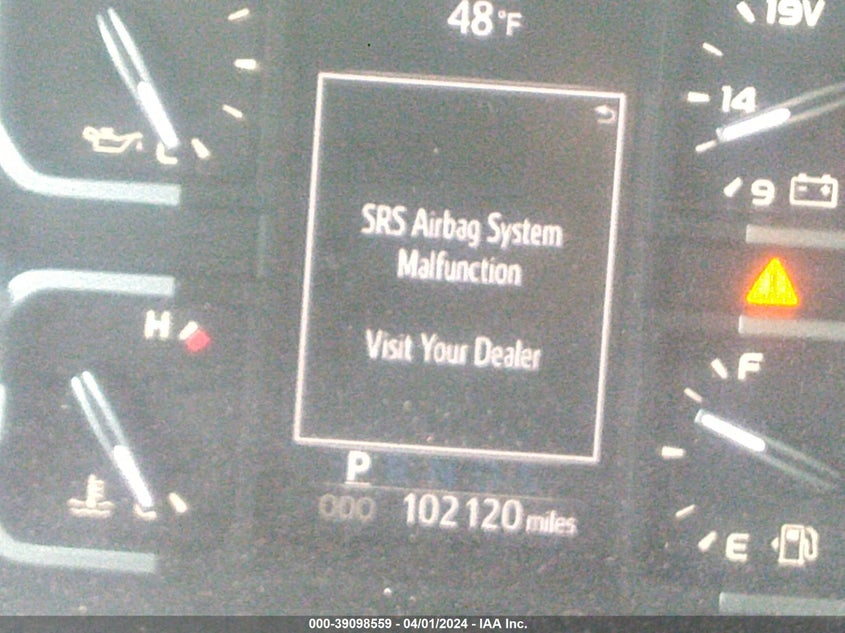 48°F
19V
14
9
L
SRS Airbag System
Malfunction
Visit Your Dealer
H
F
P
000 102120 miles
E
000-39098559 - 04/01/2024 - IAA Inc.